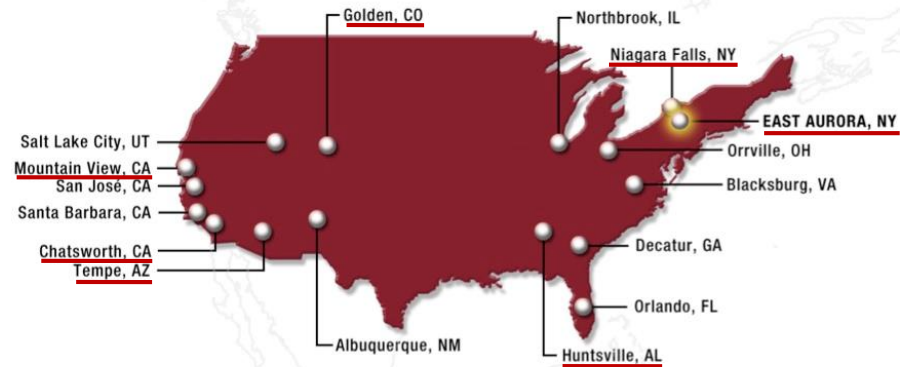 Golden, CO
Northbrook, IL
Niagara Falls, NY
EAST AURORA, NY
Salt Lake City, UT
Orrville, OH
Mountain View, CA
San José, CA
Blacksburg, VA
Santa Barbara, CA
Chatsworth, CA
Decatur, GA
Tempe, AZ
Orlando, FL
Albuquerque, NM
Huntsville, AL